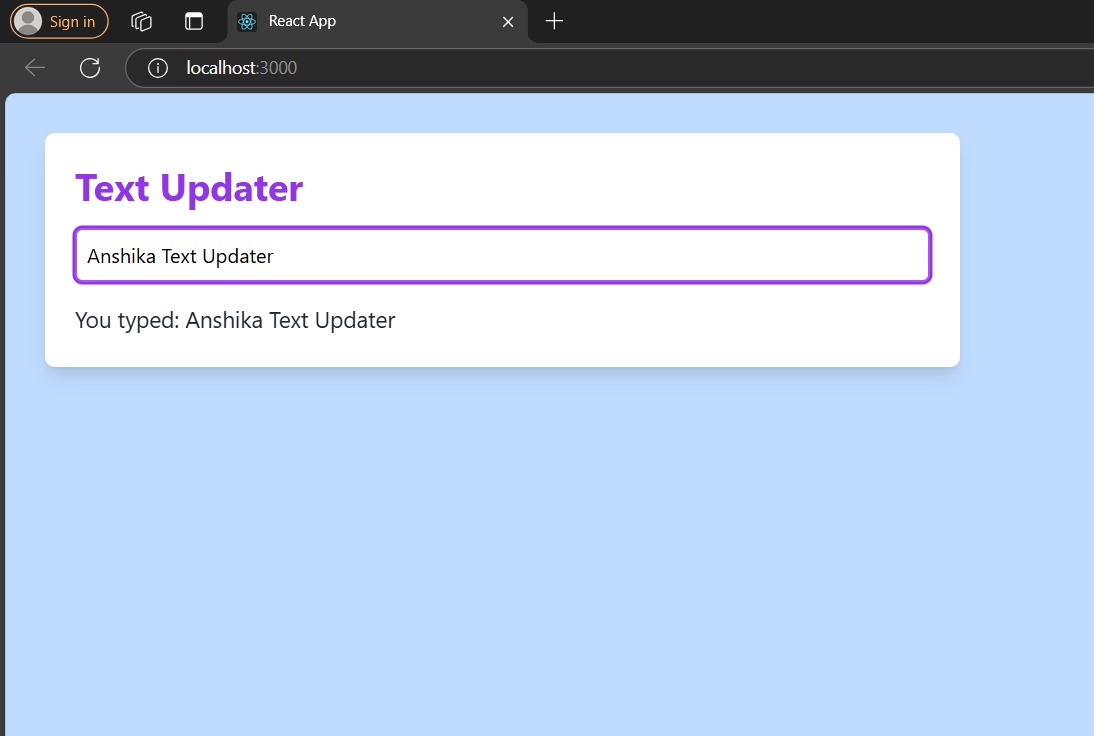 Sign in
React App
localhost:3000
Text Updater
Anshika Text Updater
You typed: Anshika Text Updater